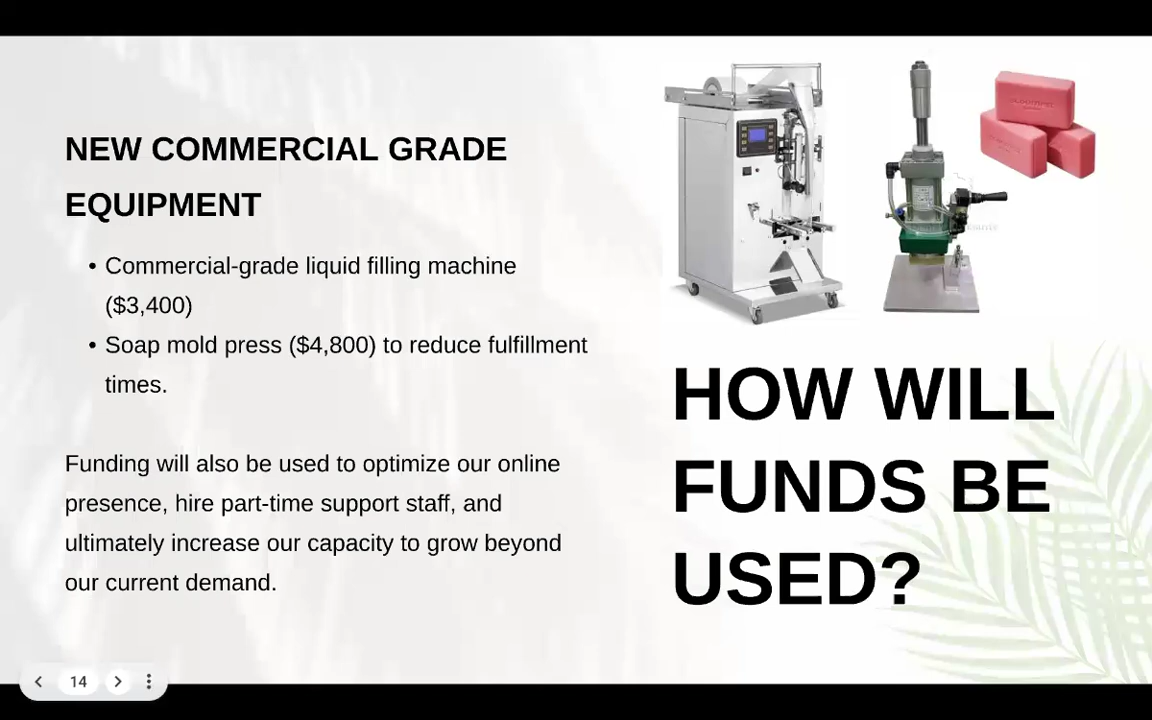 NEW COMMERCIAL GRADE
EQUIPMENT
• Commercial-grade liquid filling machine
($3,400)
• Soap mold press ($4,800) to reduce fulfillment
times.
Funding will also be used to optimize our online
presence, hire part-time support staff, and
ultimately increase our capacity to grow beyond
our current demand.
HOW WILL
FUNDS BE
USED?
14